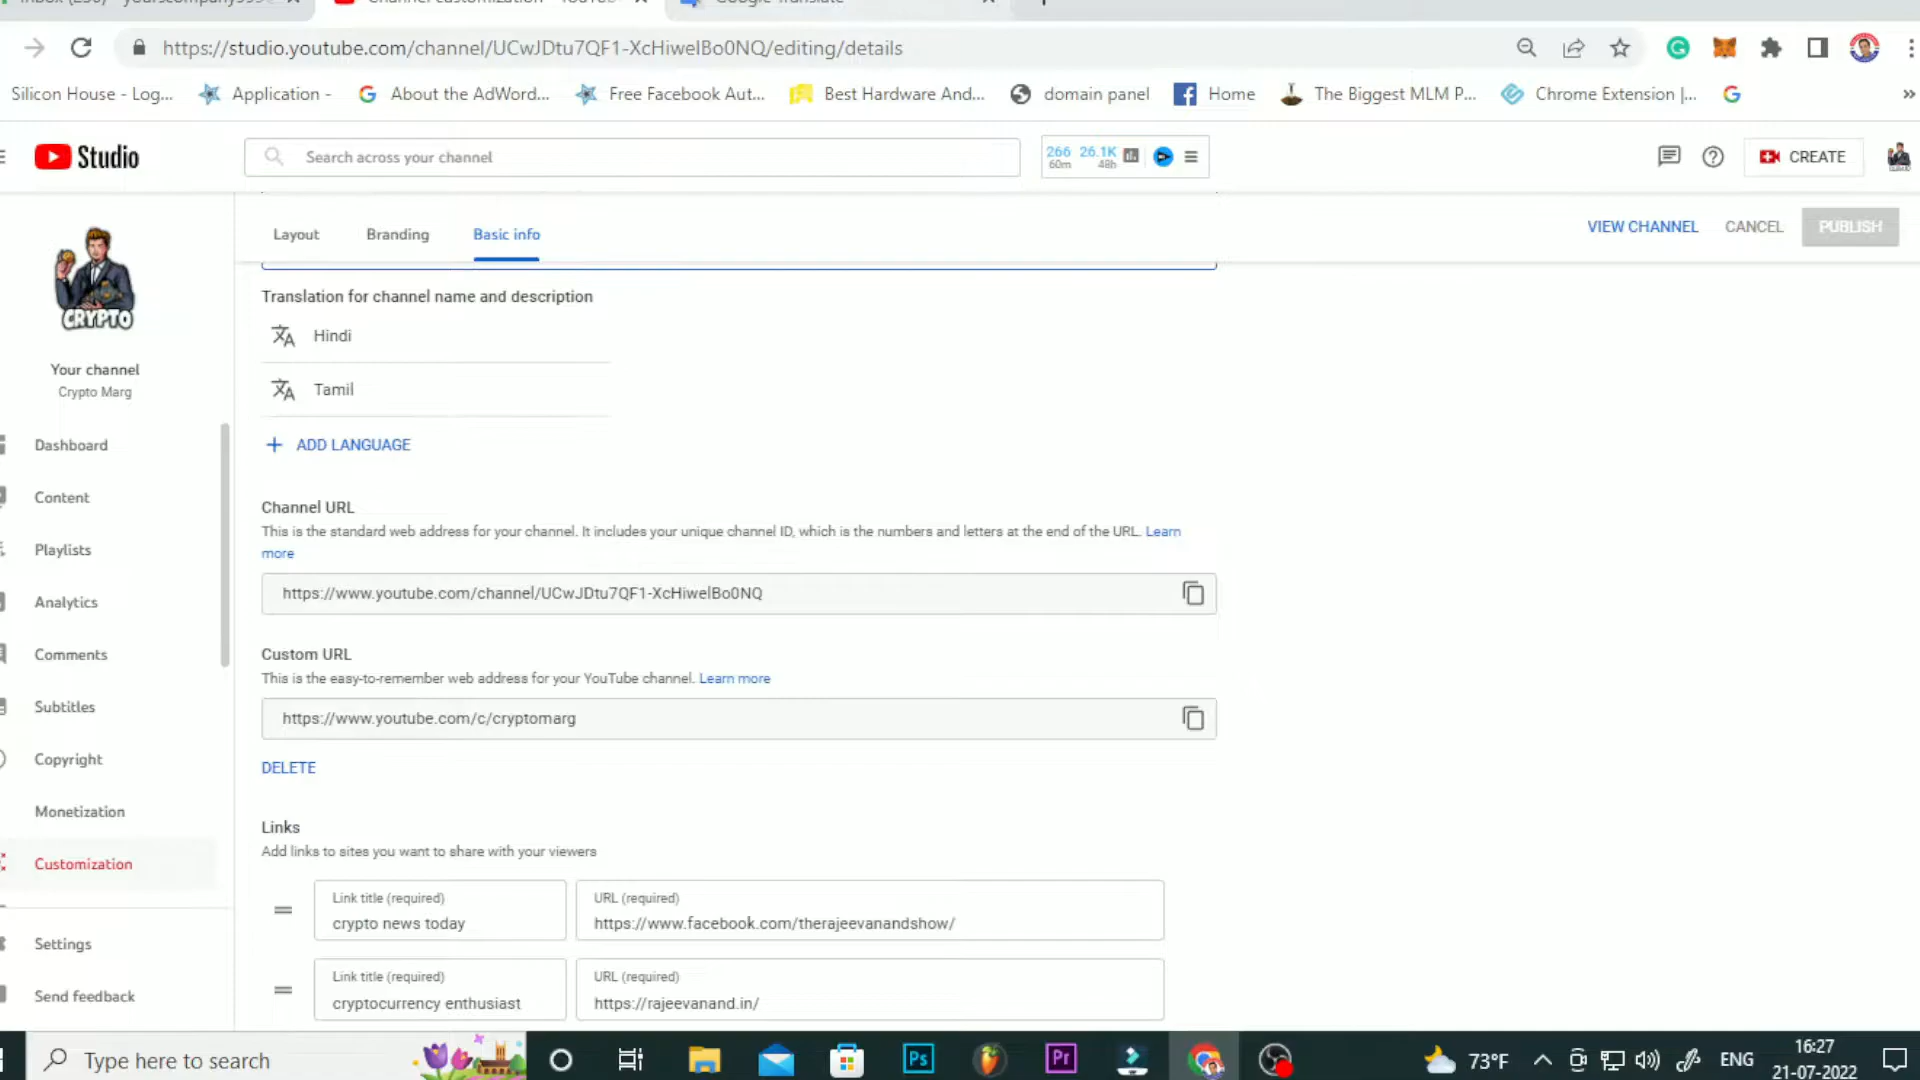 https://studio.youtube.com/channel/UCwJDtu7QF1-XcHiwelBo0NQ/editing/details
Silicon House - Log...
Application -
About the AdWord...
Free Facebook Aut...
Best Hardware And...
domain panel
Home
The Biggest MLM P...
Chrome Extension |...
Studio
Search across your channel
266 26.1K
60m 48h
CREATE
CRYPTO
Layout
Branding
Basic info
VIEW CHANNEL
CANCEL
PUBLISH
Your channel
Crypto Marg
Dashboard
Content
Playlists
Analytics
Comments
Subtitles
Copyright
Monetization
Customization
Settings
Send feedback
Translation for channel name and description
Hindi
Tamil
ADD LANGUAGE
Channel URL
This is the standard web address for your channel. It includes your unique channel ID, which is the numbers and letters at the end of the URL. Learn
more
https://www.youtube.com/channel/UCwJDtu7QF1-XcHiwelBo0NQ
Custom URL
This is the easy-to-remember web address for your YouTube channel. Learn more
https://www.youtube.com/c/cryptomarg
DELETE
Links
Add links to sites you want to share with your viewers
Link title (required)
crypto news today
URL (required)
https://www.facebook.com/therajeevanandshow/
Link title (required)
cryptocurrency enthusiast
URL (required)
https://rajeevanand.in/
Type here to search
Ps
Pr
73°F
ENG
16:27
21-07-2022